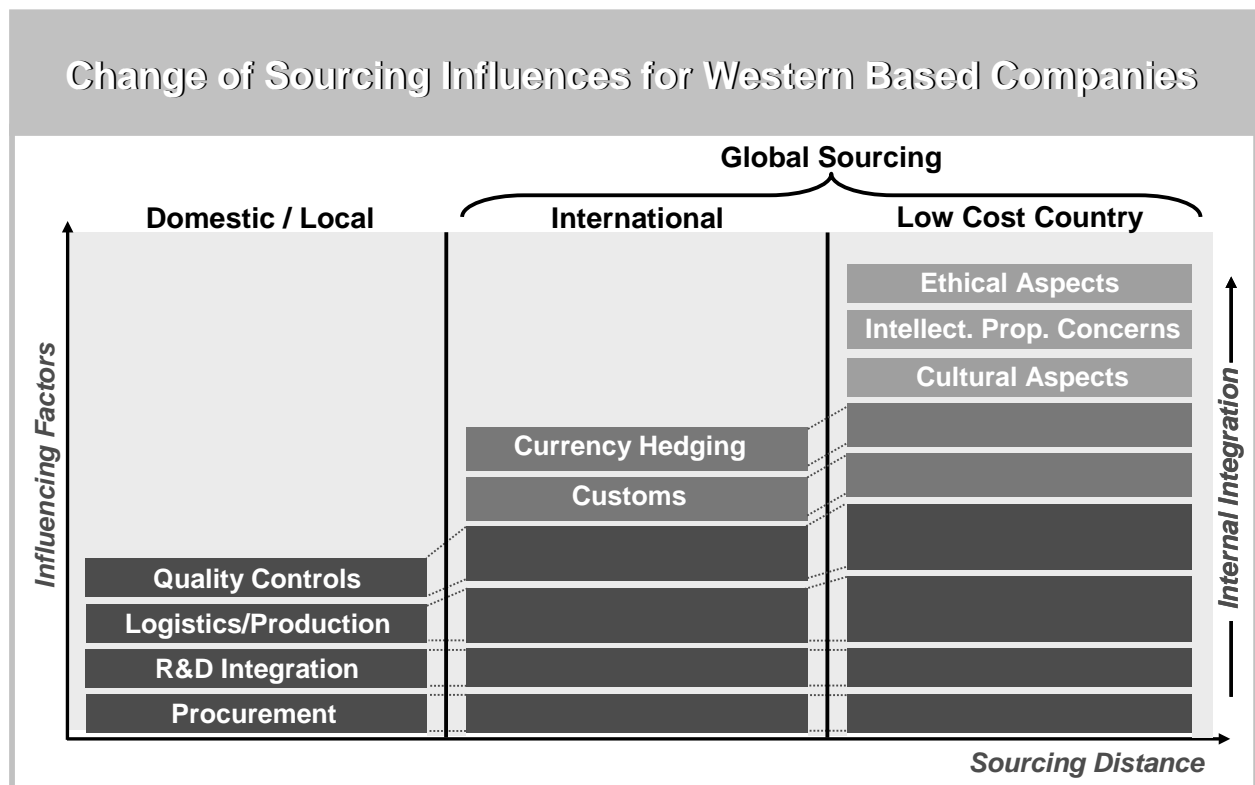 Change of Sourcing Influences for Western Based Companies
Global Sourcing
Domestic / Local
International
Low Cost Country
Influencing Factors
Ethical Aspects
Intellect. Prop. Concerns
Cultural Aspects
Currency Hedging
Customs
Quality Controls
Logistics/Production
R&D Integration
Procurement
Internal Integration
Sourcing Distance